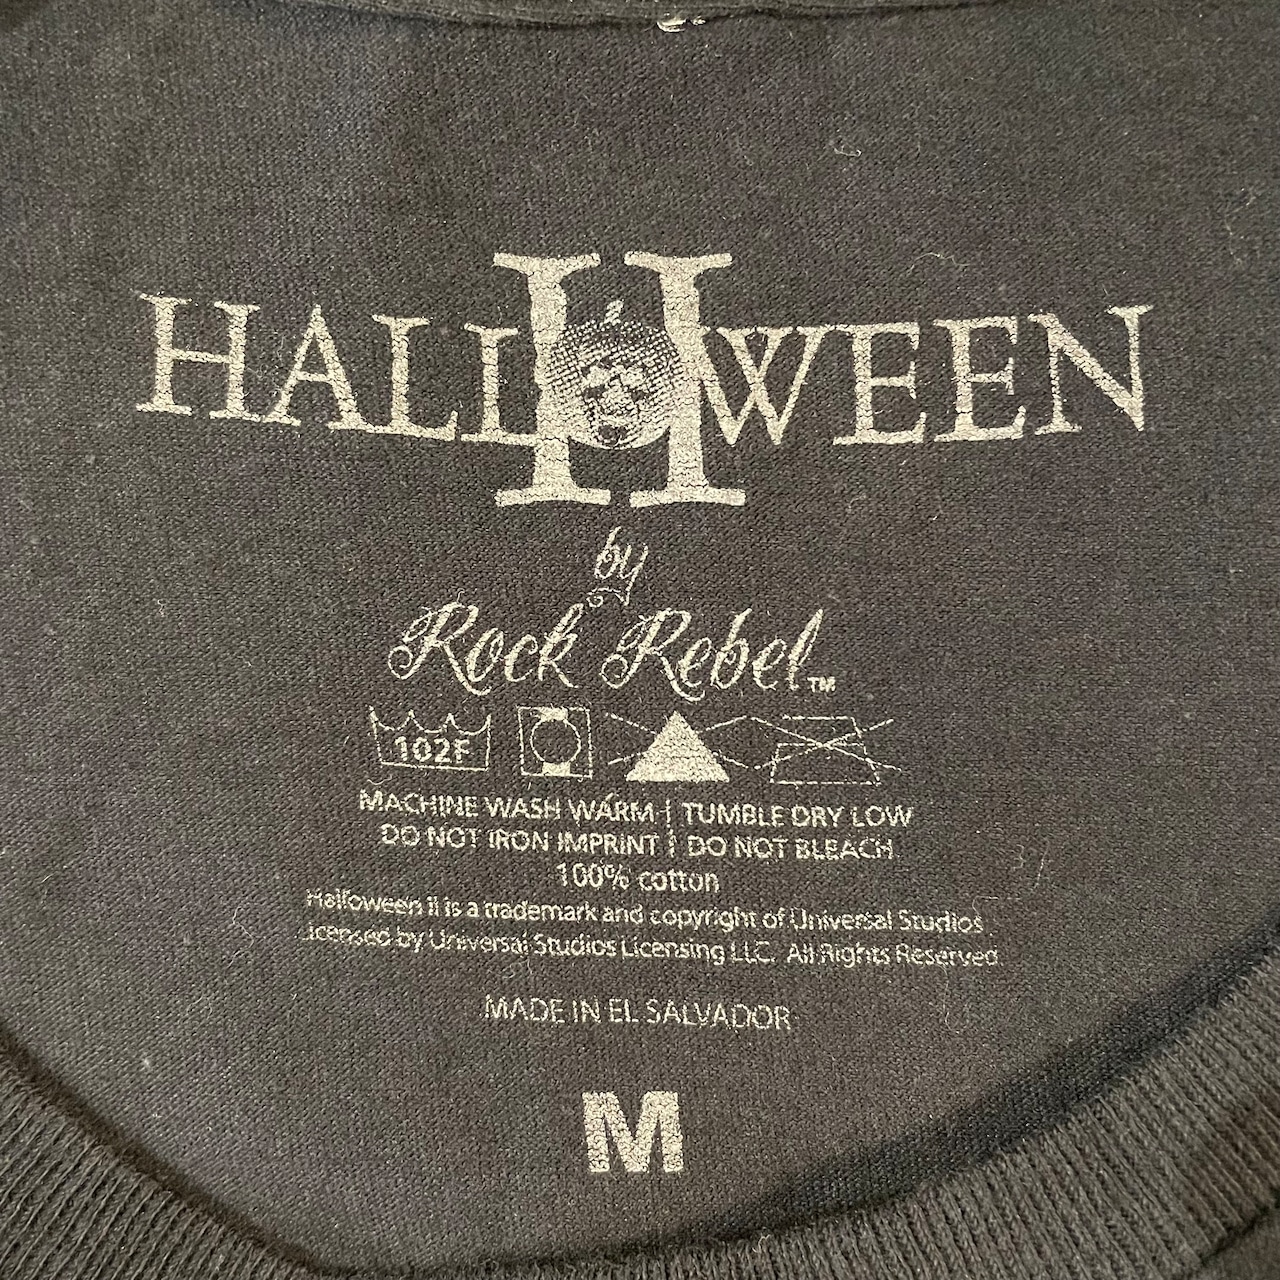 HALLOWEEN
II
by
Rock Rebel™
102F
MACHINE WASH WARM | TUMBLE DRY LOW
DO NOT IRON IMPRINT | DO NOT BLEACH
100% cotton
Halloween II is a trademark and copyright of Universal Studios
Licensed by Universal Studios Licensing LLC. All Rights Reserved.
MADE IN EL SALVADOR
M